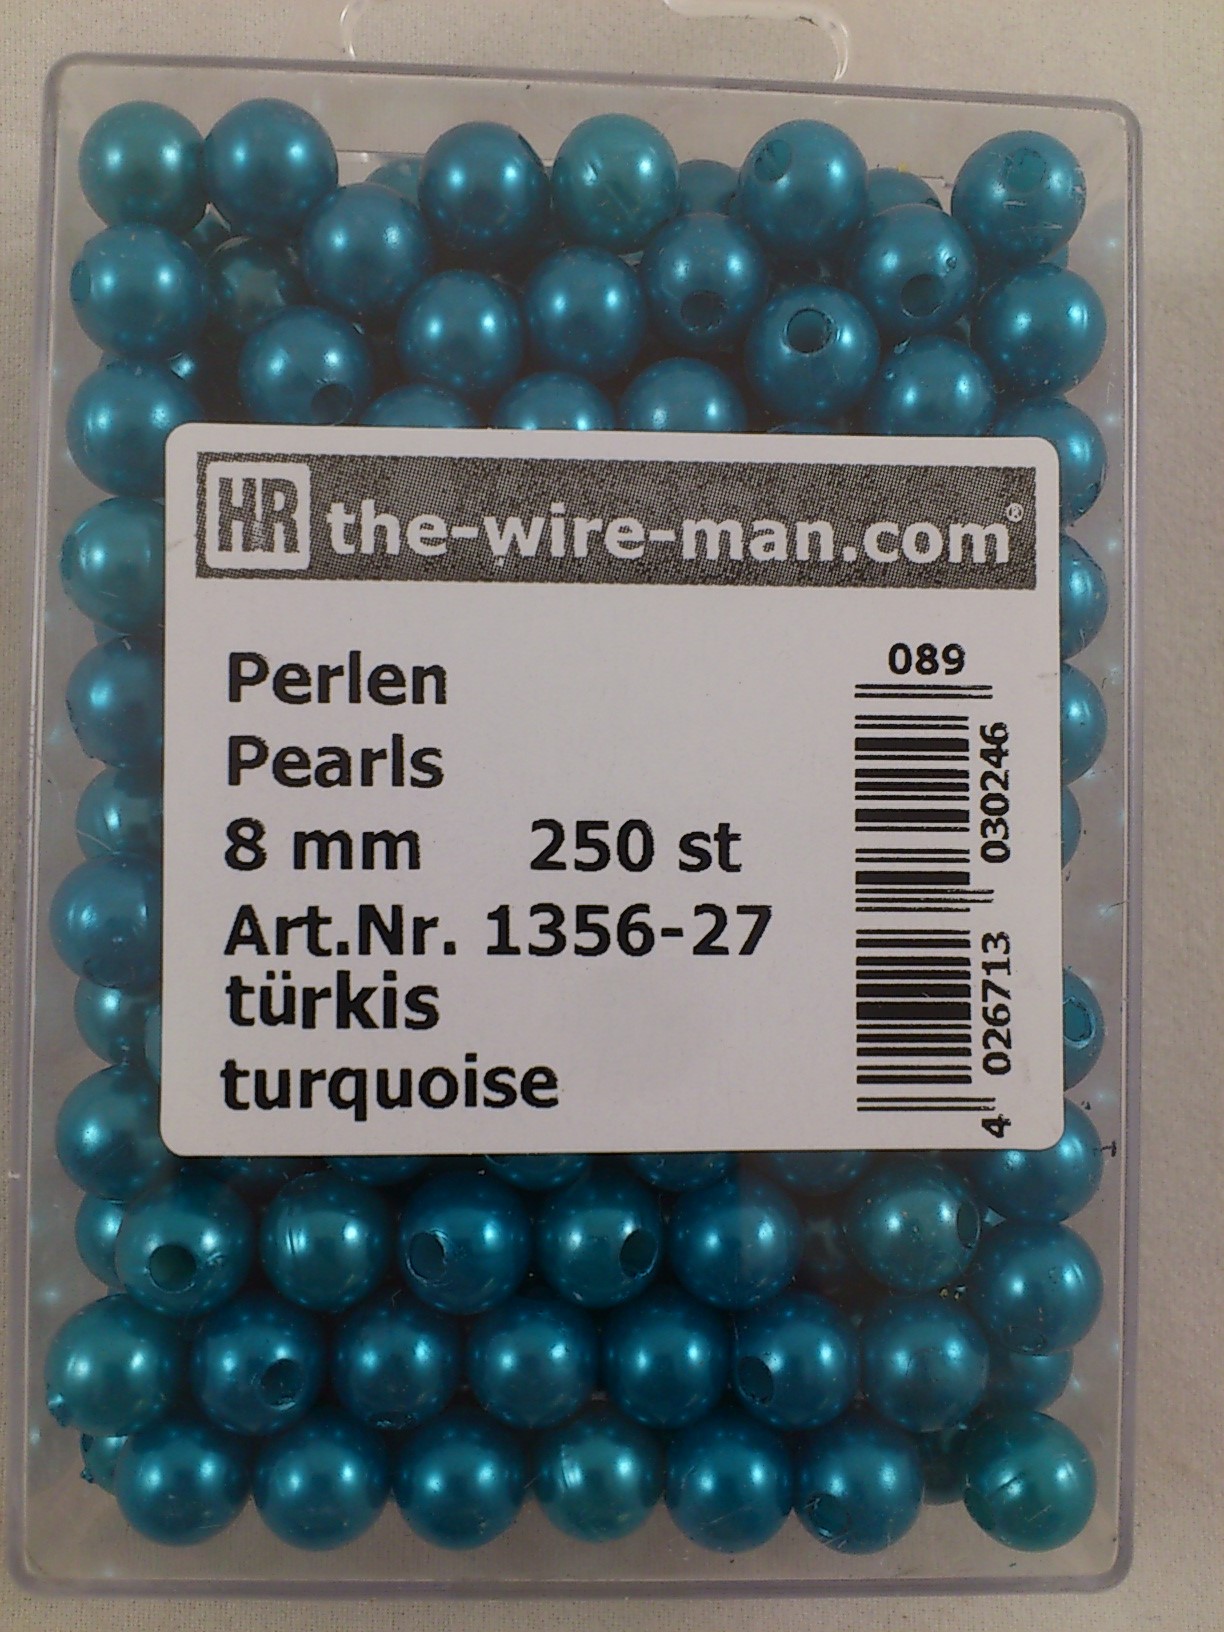 HR the-wire-man.com®
Perlen
Pearls
8 mm 250 st
Art.Nr. 1356-27
türkis
turquoise
089
4 026713 030246